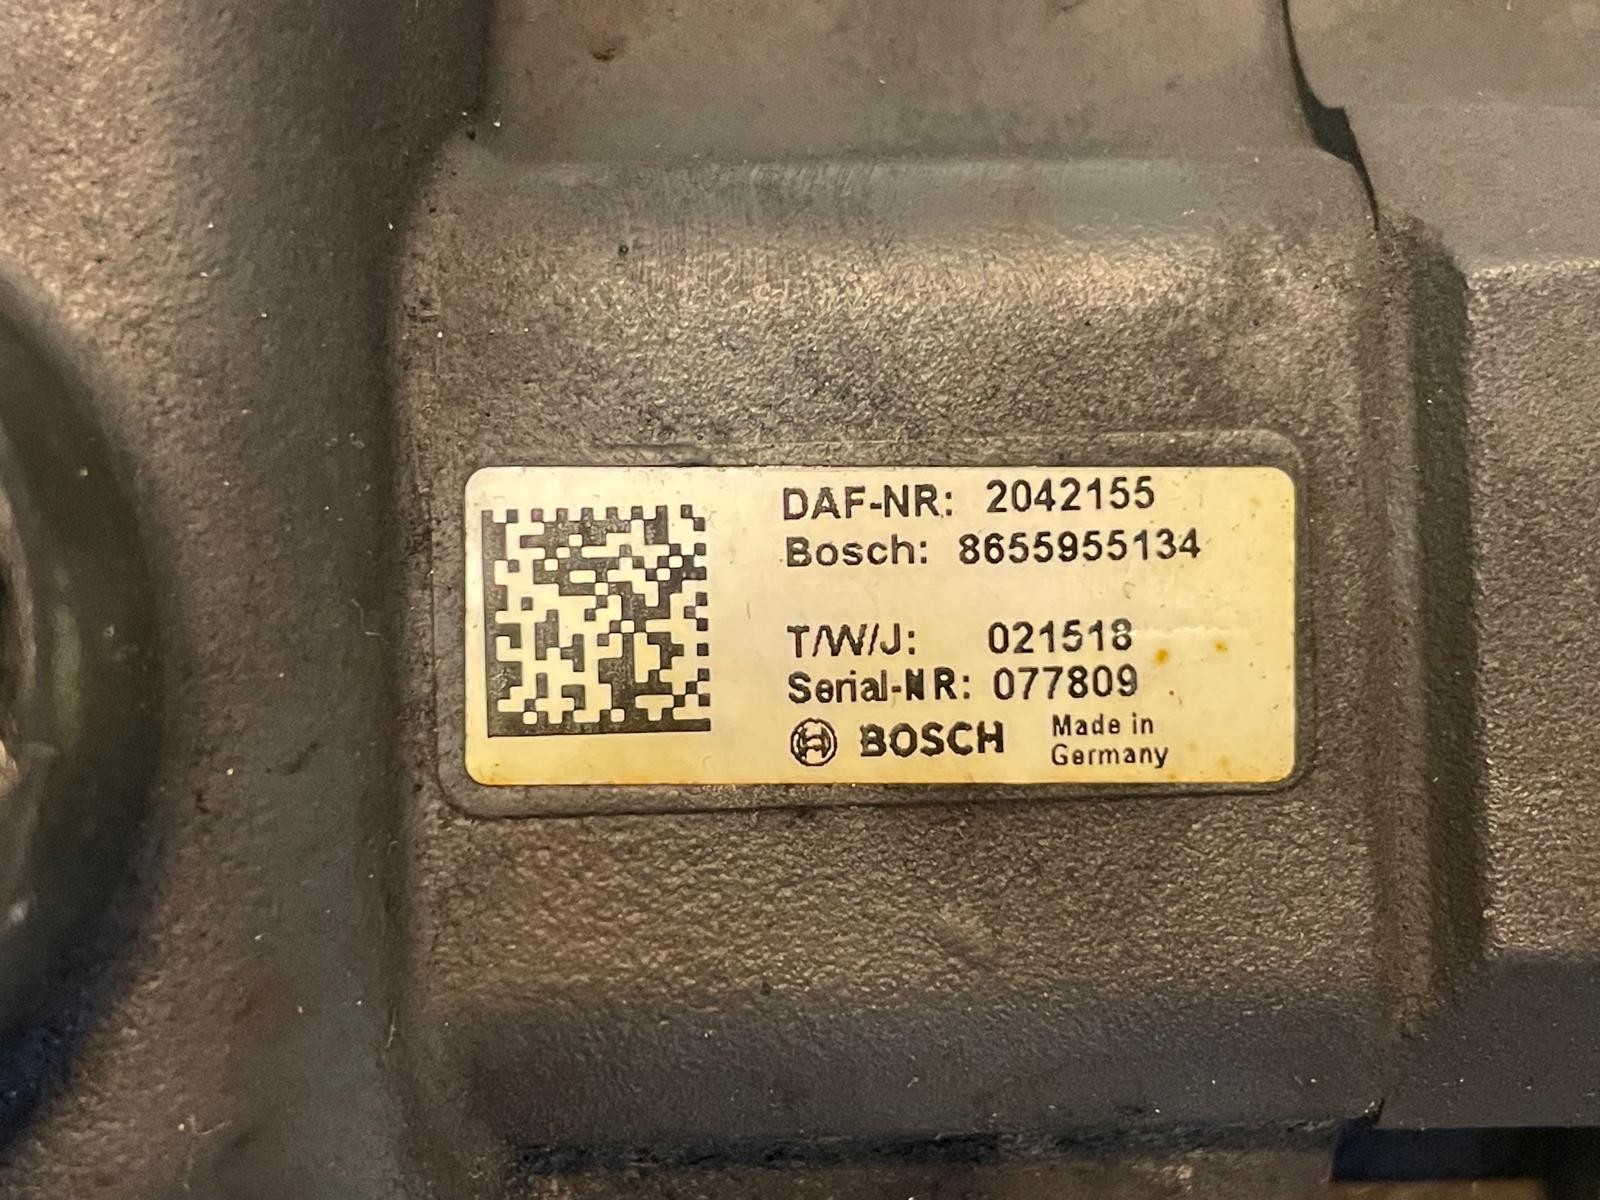 DAF-NR: 2042155
Bosch: 8655955134
T/W/J: 021518
Serial-NR: 077809
BOSCH
Made in
Germany